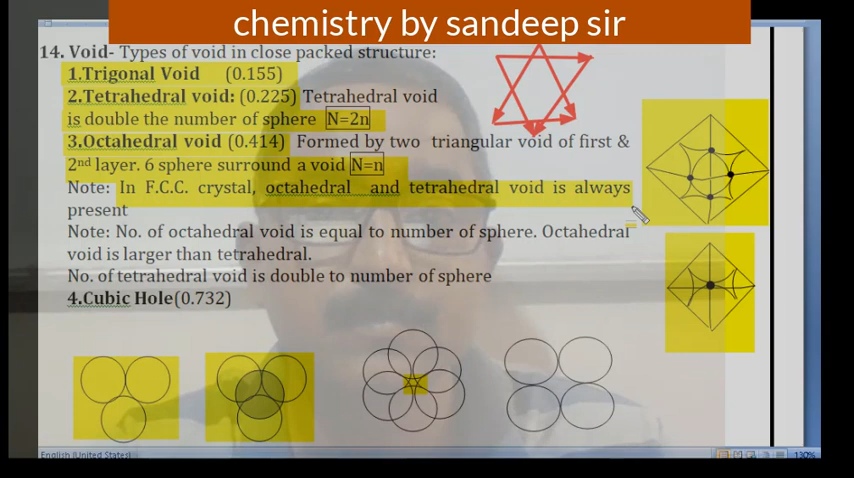 chemistry by sandeep sir
14. Void- Types of void in close packed structure:
1.Trigonal Void (0.155)
2.Tetrahedral void: (0.225) Tetrahedral void
is double the number of sphere N=2n
3.Octahedral void (0.414) Formed by two triangular void of first &
2nd layer. 6 sphere surround a void N=n
Note: In F.C.C. crystal, octahedral and tetrahedral void is always
present
Note: No. of octahedral void is equal to number of sphere. Octahedral
void is larger than tetrahedral.
No. of tetrahedral void is double to number of sphere
4.Cubic Hole(0.732)
English (United States)
130%